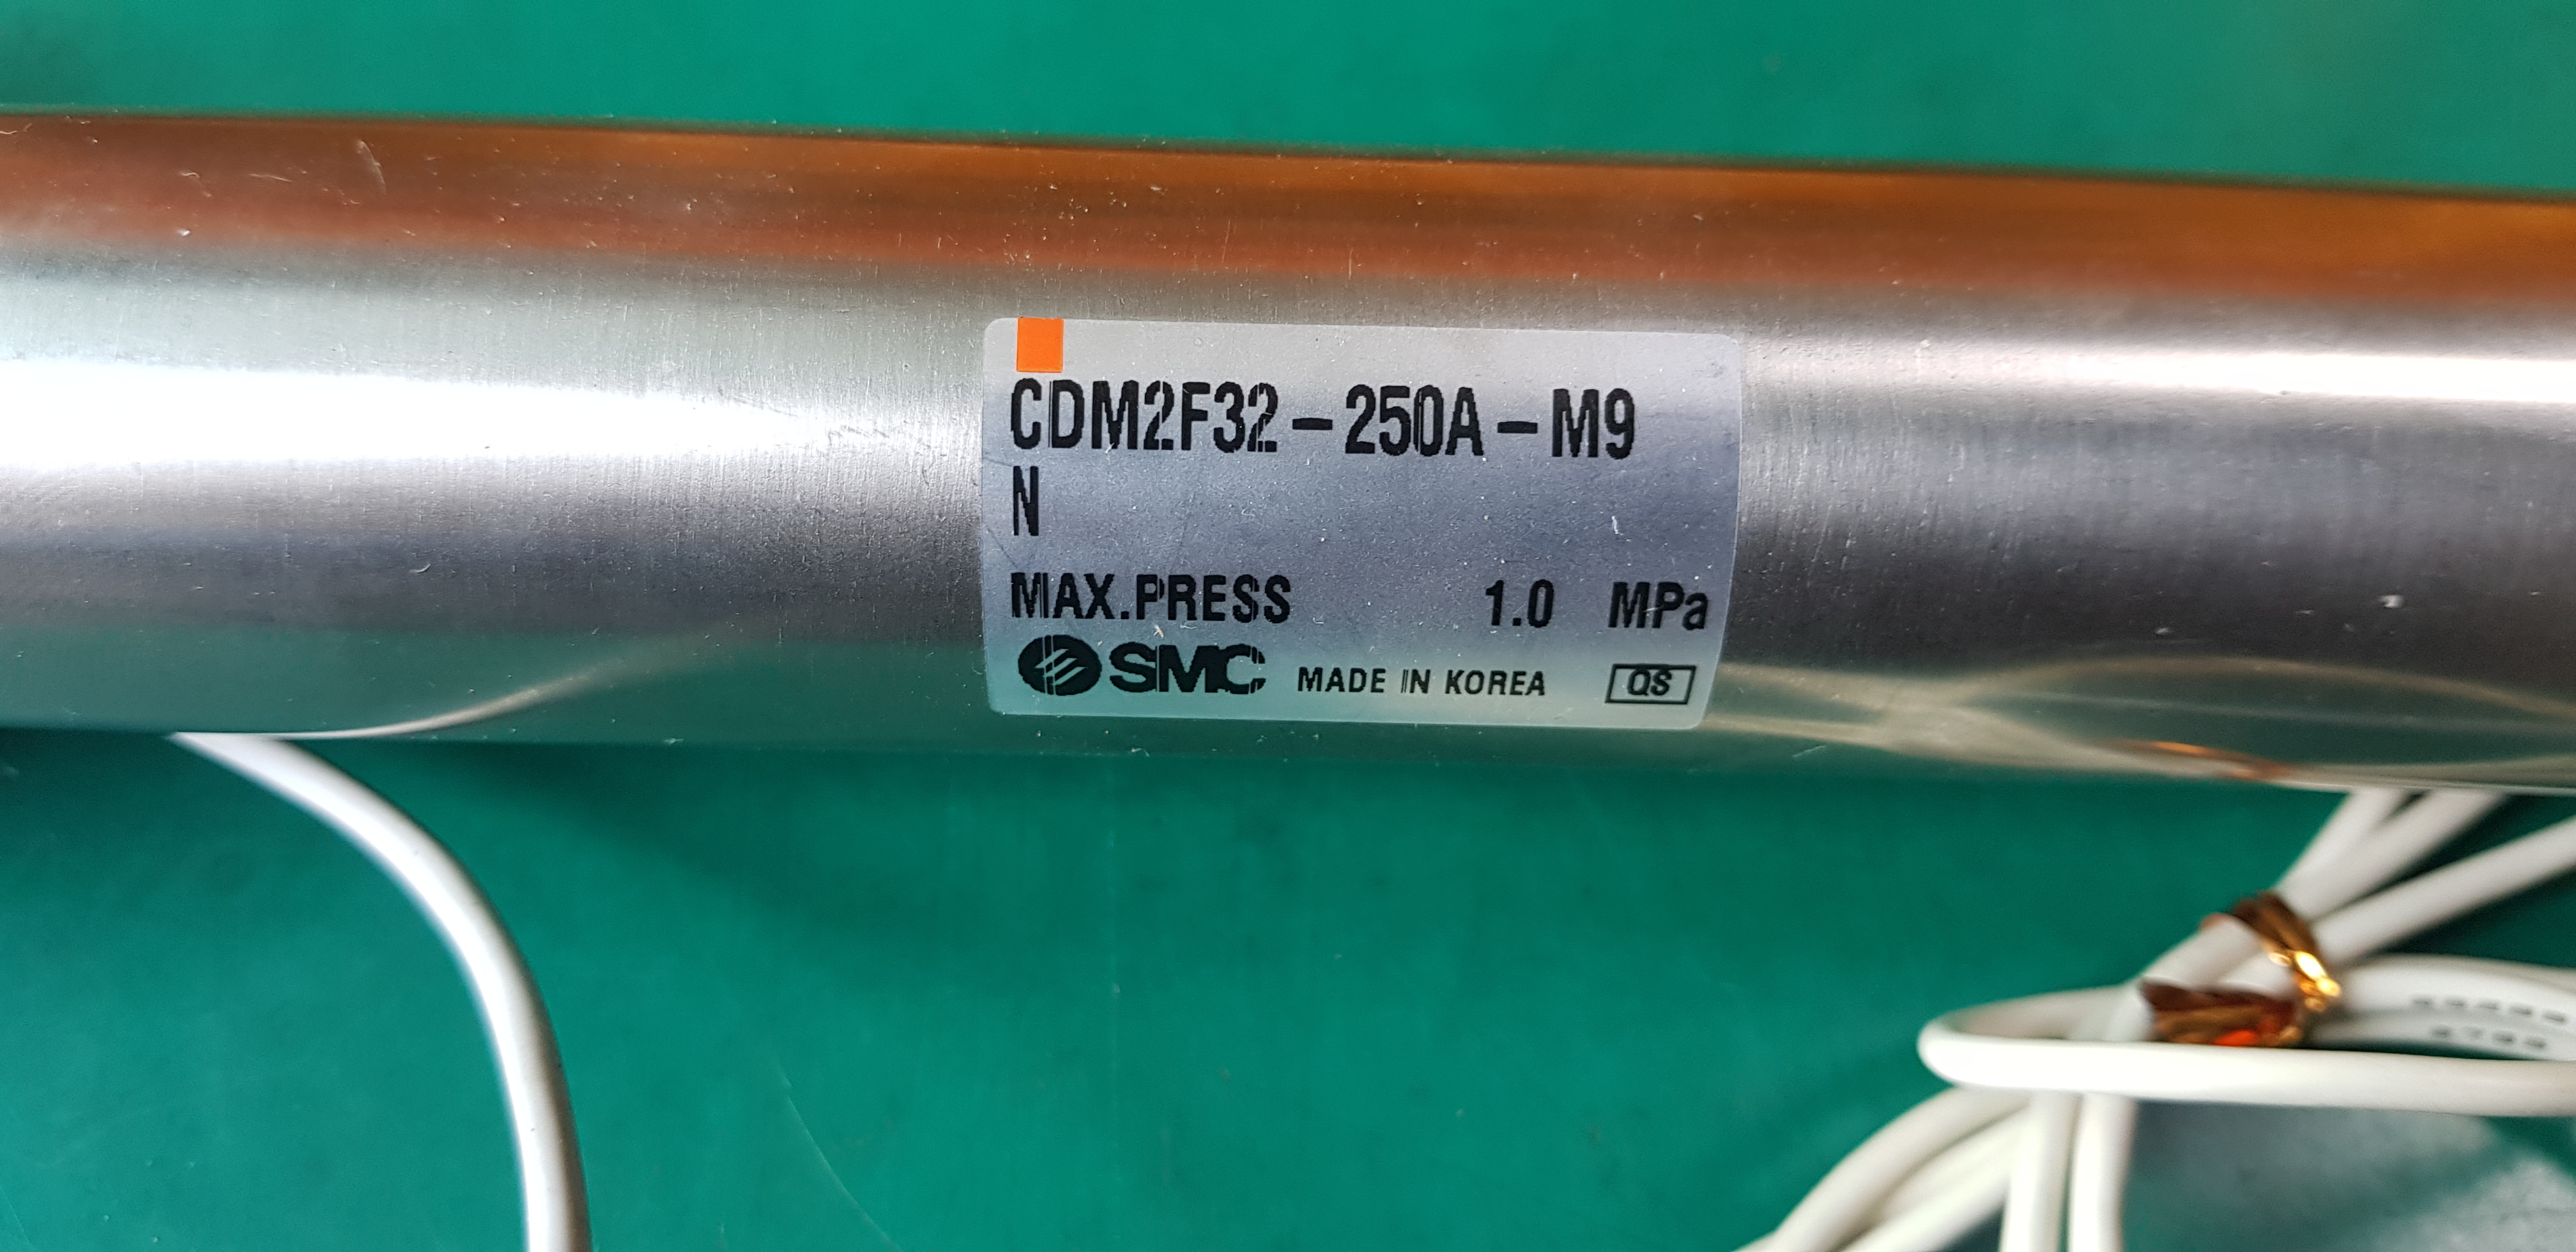 CDM2F32-250A-M9
N
MAX.PRESS 1.0 MPa
SMC MADE IN KOREA QS